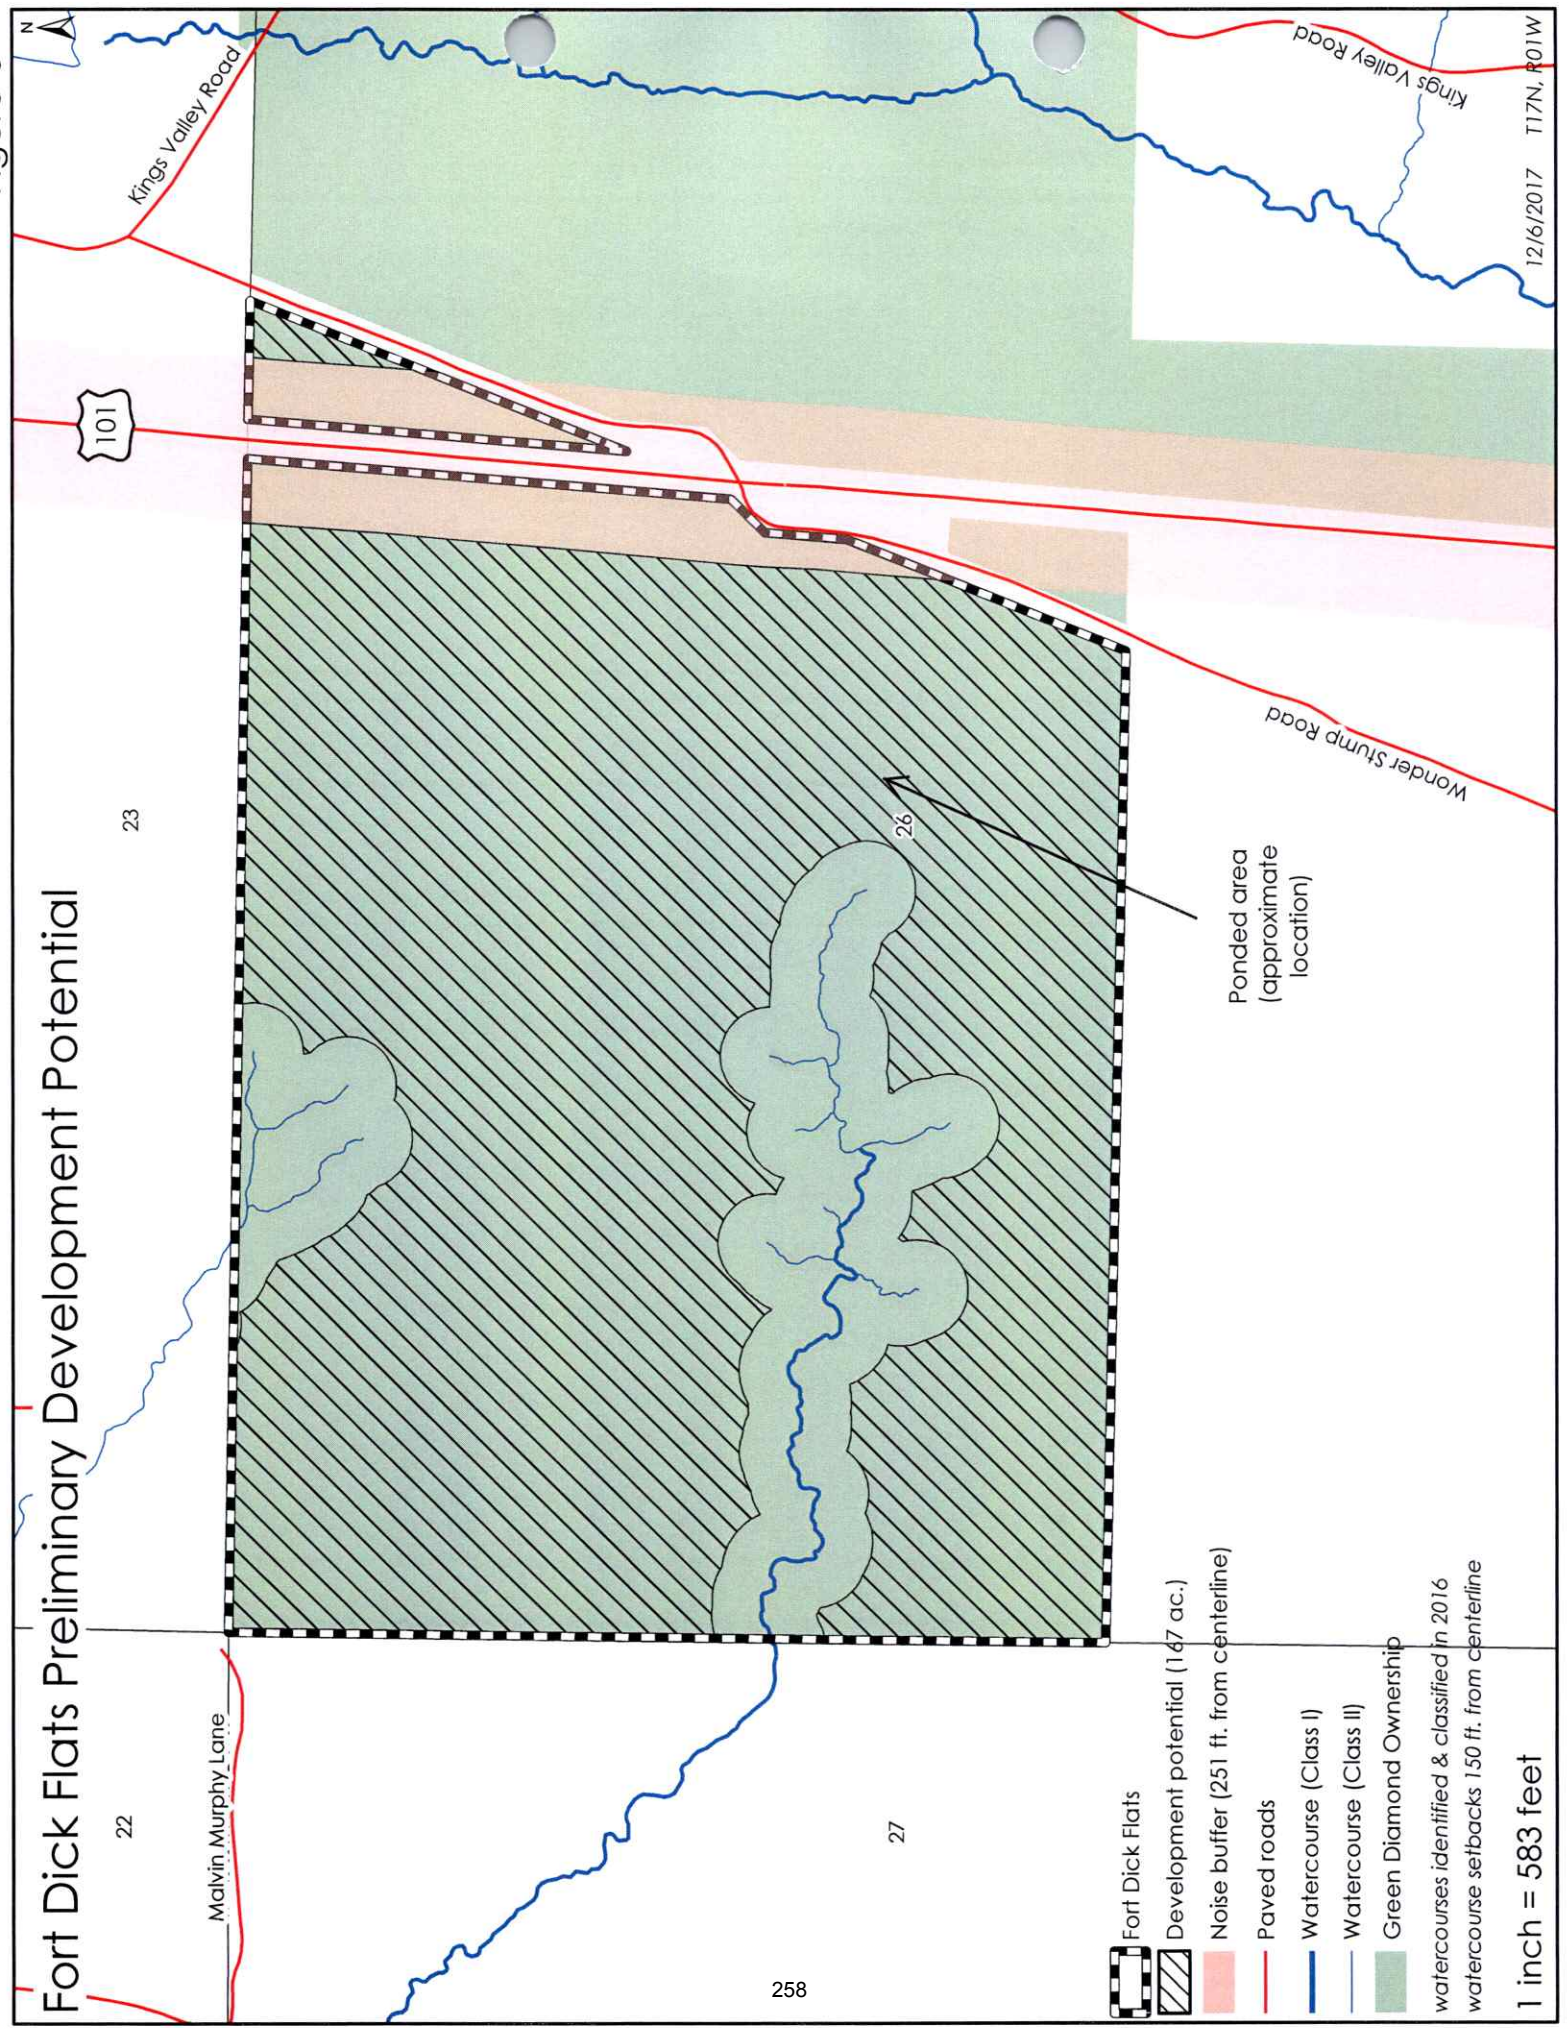 Fort Dick Flats Preliminary Development Potential
N
22
23
101
Kings Valley Road
Malvin Murphy Lane
26
27
Ponded area
(approximate
location)
Wonder Stump Road
Kings Valley Road
Fort Dick Flats
Development potential (167 ac.)
Noise buffer (251 ft. from centerline)
Paved roads
Watercourse (Class I)
Watercourse (Class II)
Green Diamond Ownership
watercourses identified & classified in 2016
watercourse setbacks 150 ft. from centerline
1 inch = 583 feet
12/6/2017 T17N, R01W
258